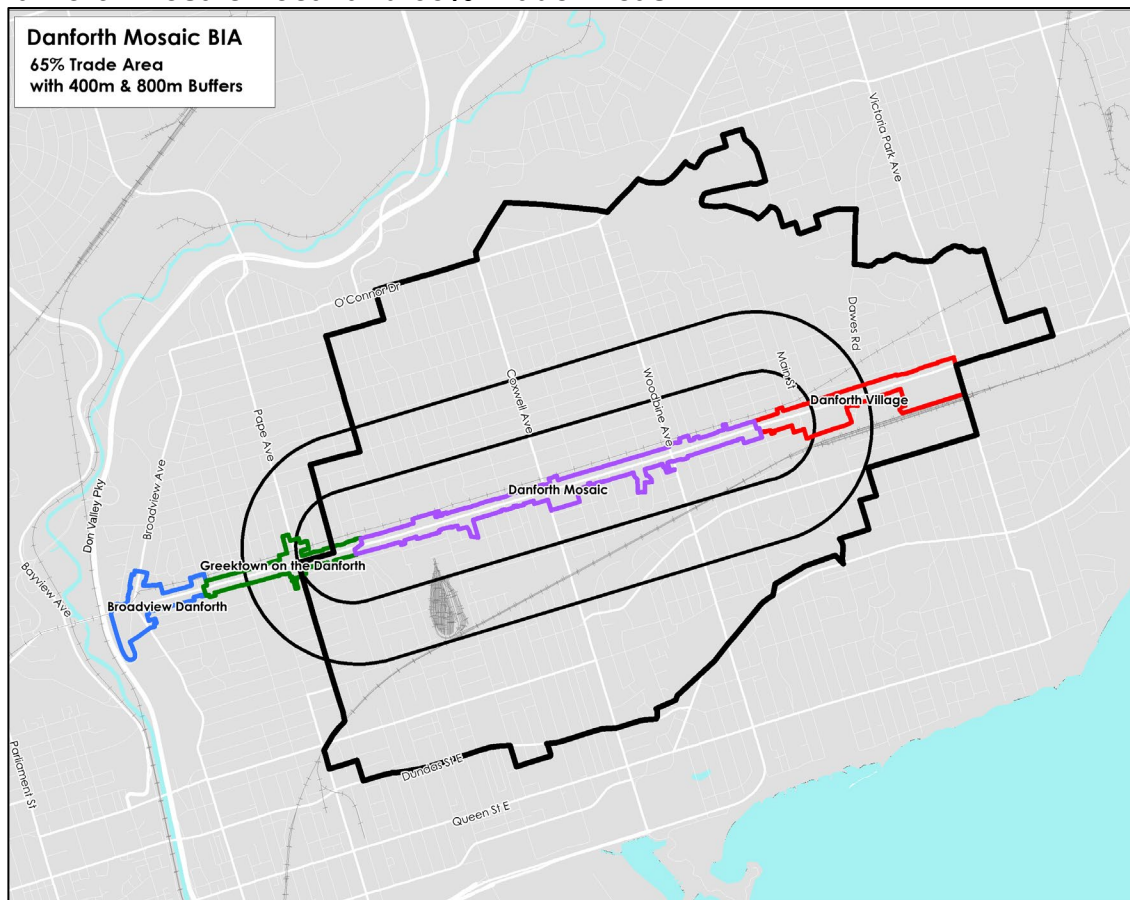 Danforth Mosaic BIA
65% Trade Area
with 400m & 800m Buffers
Victoria Park Ave
O'Connor Dr
Dawes Rd
Main St
Coxwell Ave
Woodbine Ave
Danforth Village
Pape Ave
Broadview Ave
Don Valley Pky
Danforth Mosaic
Bayview Ave
Greektown on the Danforth
Broadview Danforth
Parliament St
Dundas St E
Queen St E